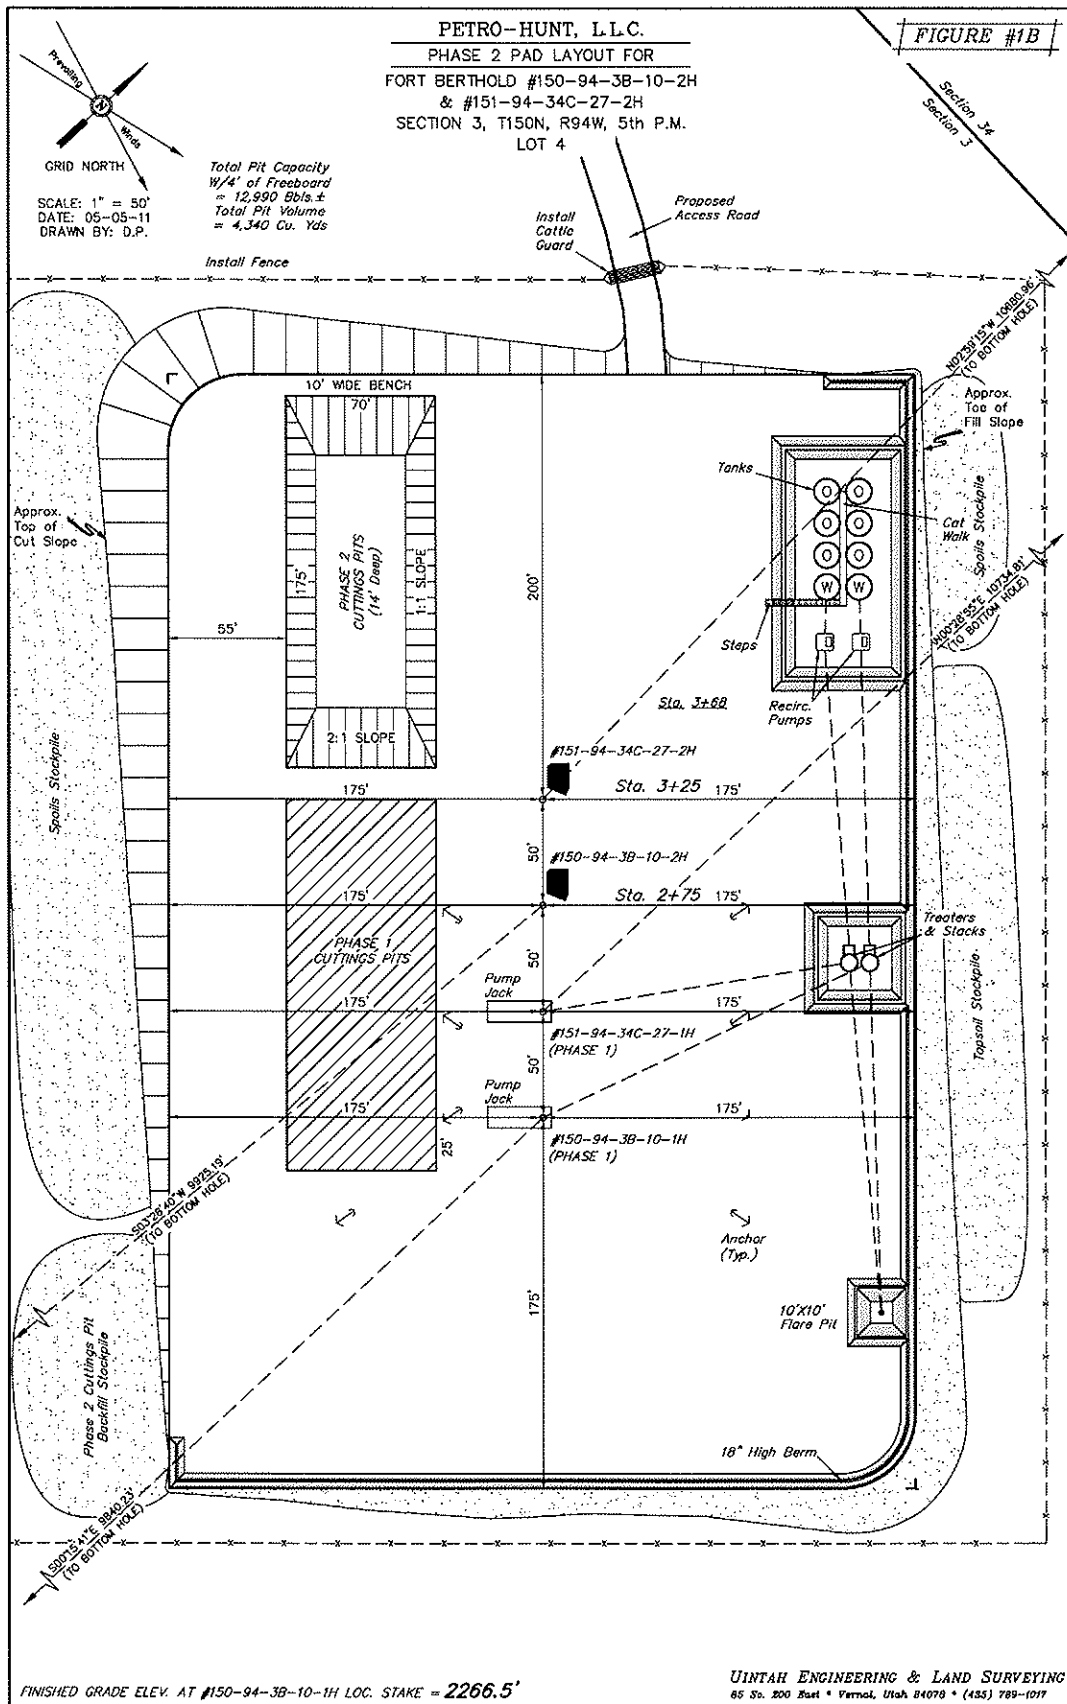 PETRO-HUNT, L.L.C.
PHASE 2 PAD LAYOUT FOR
FORT BERTHOLD #150-94-3B-10-2H
& #151-94-34C-27-2H
SECTION 3, T150N, R94W, 5th P.M.
LOT 4
FIGURE #1B
Section 34
Section 3
Prevailing
Winds
N
GRID NORTH
SCALE: 1" = 50'
DATE: 05-05-11
DRAWN BY: D.P.
Total Pit Capacity
W/4' of Freeboard
= 12,990 Bbls.±
Total Pit Volume
= 4,340 Cu. Yds
Install Fence
Install
Cattle
Guard
Proposed
Access Road
N02°59'15"W 10680.96'
(TO BOTTOM HOLE)
10' WIDE BENCH
70'
Approx.
Toe of
Fill Slope
Tanks
Cat
Walk
Spoils Stockpile
Approx.
Top of
Cut Slope
175'
PHASE 2
CUTTINGS PITS
(14' Deep)
1:1 SLOPE
200'
W W
W00°28'55"E 10734.81'
(TO BOTTOM HOLE)
55'
Steps
Sta. 3+68
Recirc.
Pumps
2:1 SLOPE
Spoils Stockpile
#151-94-34C-27-2H
175'
Sta. 3+25
175'
50'
#150-94-3B-10-2H
175'
Sta. 2+75
175'
Treaters
& Stacks
PHASE 1
CUTTINGS PITS
50'
Pump
Jack
175'
175'
#151-94-34C-27-1H
(PHASE 1)
Topsoil Stockpile
50'
Pump
Jack
175'
175'
25'
#150-94-3B-10-1H
(PHASE 1)
S03°26'40"W 9925.19'
(TO BOTTOM HOLE)
Anchor
(Typ.)
175'
10'X10'
Flare Pit
Phase 2 Cuttings Pit
Backfill Stockpile
18" High Berm
S00°15'41"E 9840.23'
(TO BOTTOM HOLE)
FINISHED GRADE ELEV. AT #150-94-3B-10-1H LOC. STAKE = 2266.5'
UINTAH ENGINEERING & LAND SURVEYING
85 So. 200 East * Vernal, Utah 84078 * (435) 789-1017